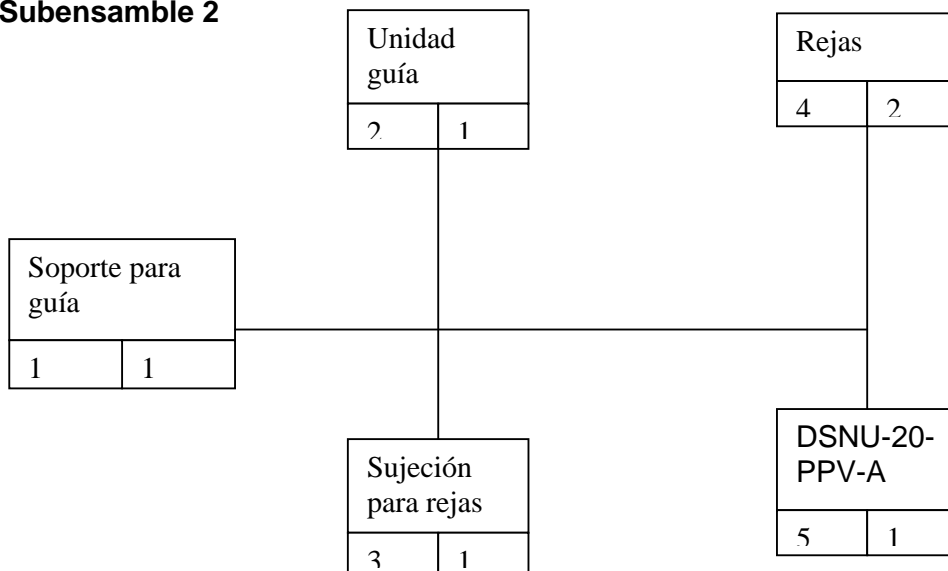 Subensamble 2
Unidad
guía
2 1
Rejas
4 2
Soporte para
guía
1 1
Sujeción
para rejas
3 1
DSNU-20-
PPV-A
5 1